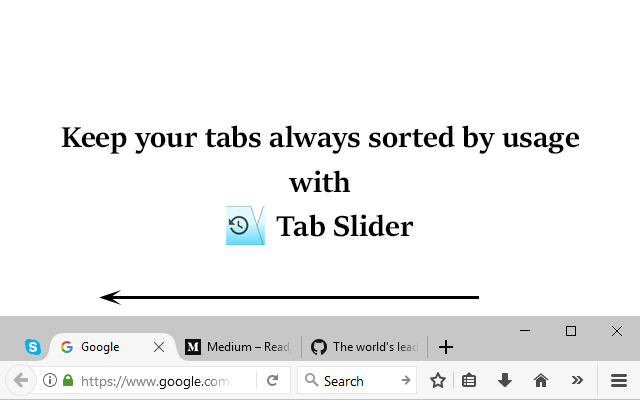 Keep your tabs always sorted by usage
with
Tab Slider
Google
Medium – Read,
The world's lead
https://www.google.com
Search